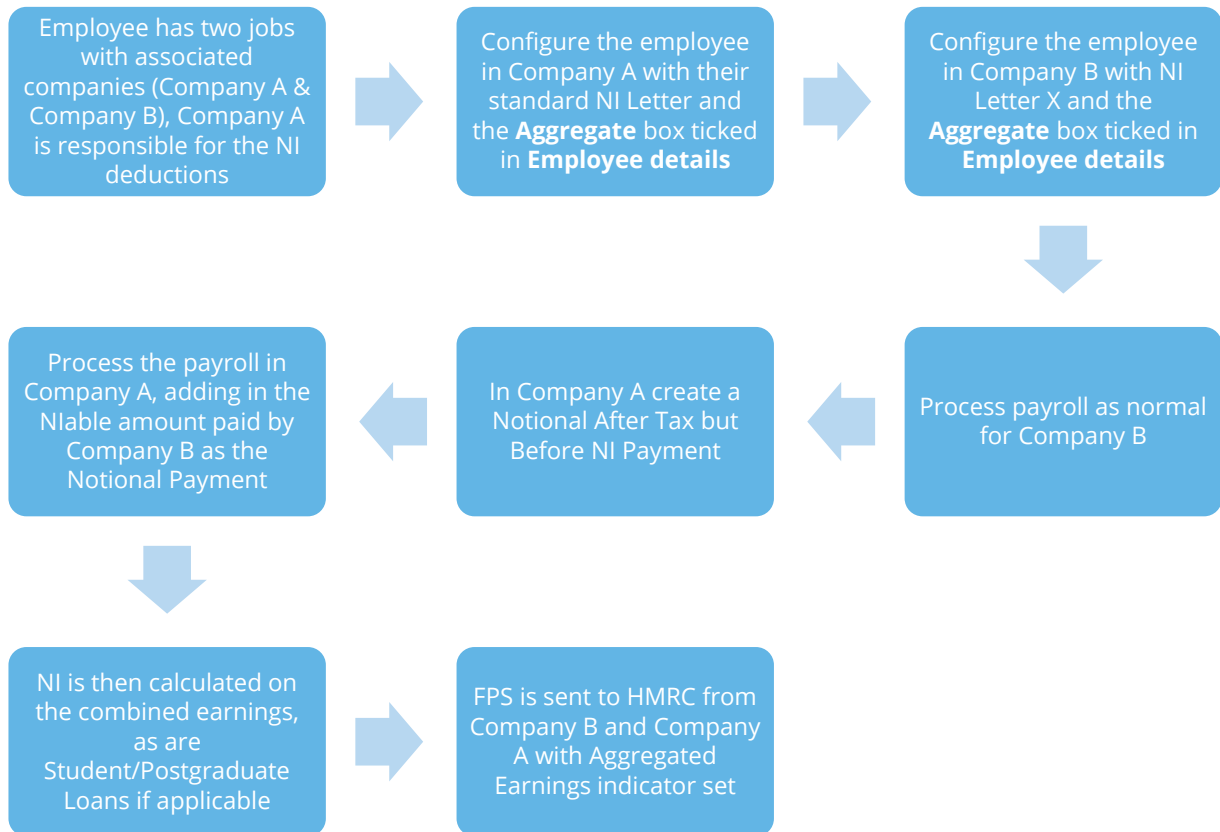 Employee has two jobs
with associated
companies (Company A &
Company B), Company A
is responsible for the NI
deductions
Configure the employee
in Company A with their
standard NI Letter and
the Aggregate box ticked
in Employee details
Configure the employee
in Company B with NI
Letter X and the
Aggregate box ticked in
Employee details
Process payroll as normal
for Company B
In Company A create a
Notional After Tax but
Before NI Payment
Process the payroll in
Company A, adding in the
NIable amount paid by
Company B as the
Notional Payment
NI is then calculated on
the combined earnings,
as are
Student/Postgraduate
Loans if applicable
FPS is sent to HMRC from
Company B and Company
A with Aggregated
Earnings indicator set